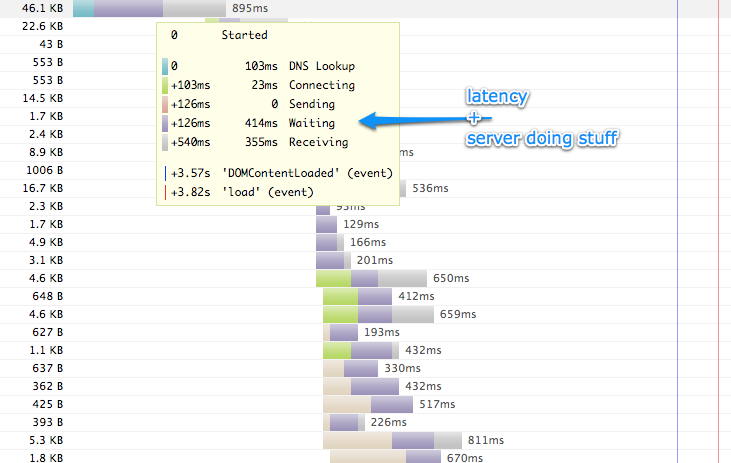 46.1 KB 895ms
22.6 KB
0 Started
43 B
553 B 0 103ms DNS Lookup
553 B +103ms 23ms Connecting
14.5 KB +126ms 0 Sending
1.7 KB +126ms 414ms Waiting
2.4 KB +540ms 355ms Receiving
latency
+
server doing stuff
8.9 KB ms
1006 B +3.57s 'DOMContentLoaded' (event)
16.7 KB +3.82s 'load' (event) 536ms
2.3 KB 93ms
1.7 KB 129ms
4.9 KB 166ms
3.1 KB 201ms
4.6 KB 650ms
648 B 412ms
4.6 KB 659ms
627 B 193ms
1.1 KB 432ms
637 B 330ms
362 B 432ms
425 B 517ms
393 B 226ms
5.3 KB 811ms
1.8 KB 670ms